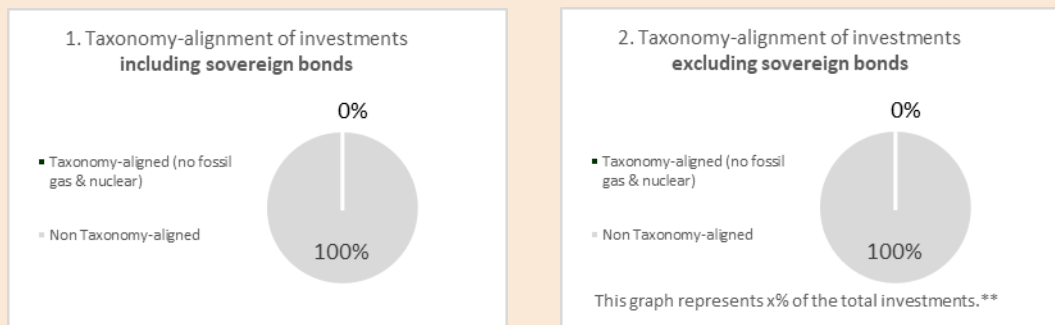 1. Taxonomy-alignment of investments
including sovereign bonds
0%
Taxonomy-aligned (no fossil
gas & nuclear)
Non Taxonomy-aligned
100%
2. Taxonomy-alignment of investments
excluding sovereign bonds
0%
Taxonomy-aligned (no fossil
gas & nuclear)
Non Taxonomy-aligned
100%
This graph represents x% of the total investments.**